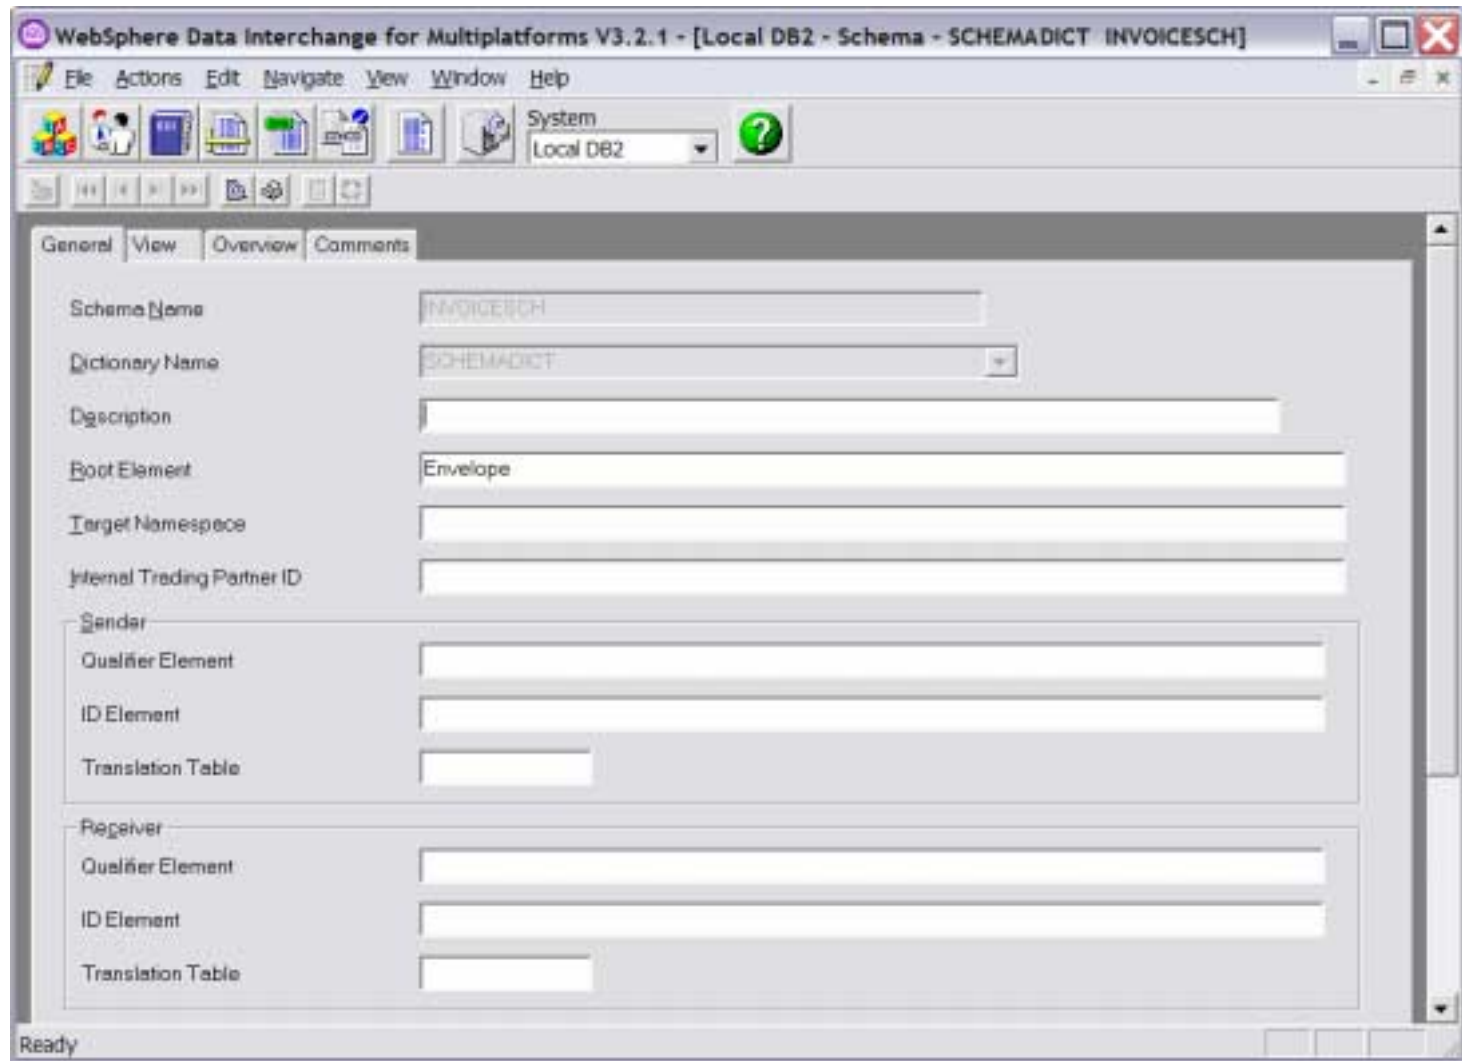 WebSphere Data Interchange for Multiplatforms V3.2.1 - [Local DB2 - Schema - SCHEMADICT INVOICESCH]
File Actions Edit Navigate View Window Help
System
Local DB2
General View Overview Comments
Schema Name INVOICESCH
Dictionary Name SCHEMADICT
Description
Root Element Envelope
Target Namespace
Internal Trading Partner ID
Sender
Qualifier Element
ID Element
Translation Table
Receiver
Qualifier Element
ID Element
Translation Table
Ready